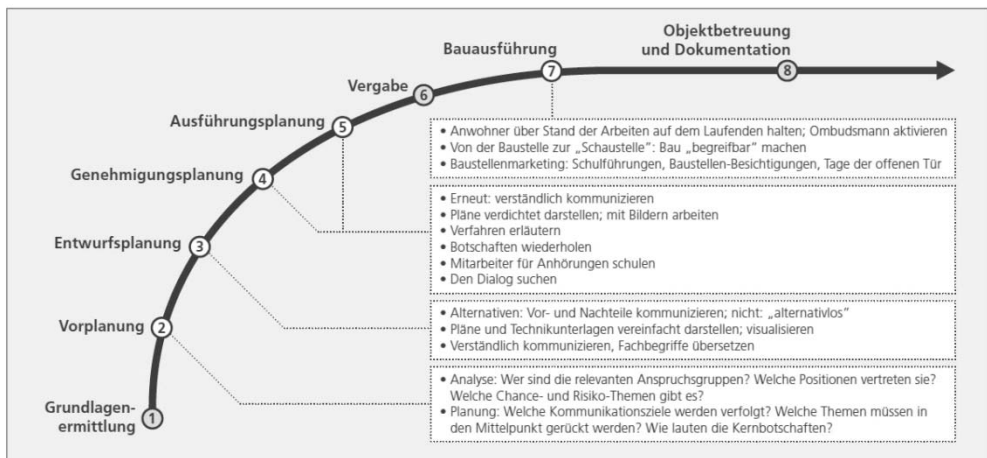 Objektbetreuung
und Dokumentation
Bauausführung
8
7
Vergabe
6
Ausführungsplanung
5
• Anwohner über Stand der Arbeiten auf dem Laufenden halten; Ombudsmann aktivieren
• Von der Baustelle zur „Schaustelle“: Bau „begreifbar“ machen
• Baustellenmarketing: Schulführungen, Baustellen-Besichtigungen, Tage der offenen Tür
Genehmigungsplanung
4
• Erneut: verständlich kommunizieren
• Pläne verdichtet darstellen; mit Bildern arbeiten
• Verfahren erläutern
• Botschaften wiederholen
• Mitarbeiter für Anhörungen schulen
• Den Dialog suchen
Entwurfsplanung
3
• Alternativen: Vor- und Nachteile kommunizieren; nicht: „alternativlos“
• Pläne und Technikunterlagen vereinfacht darstellen; visualisieren
• Verständlich kommunizieren, Fachbegriffe übersetzen
Vorplanung
2
• Analyse: Wer sind die relevanten Anspruchsgruppen? Welche Positionen vertreten sie?
Welche Chance- und Risiko-Themen gibt es?
• Planung: Welche Kommunikationsziele werden verfolgt? Welche Themen müssen in
den Mittelpunkt gerückt werden? Wie lauten die Kernbotschaften?
Grundlagen-
ermittlung
1